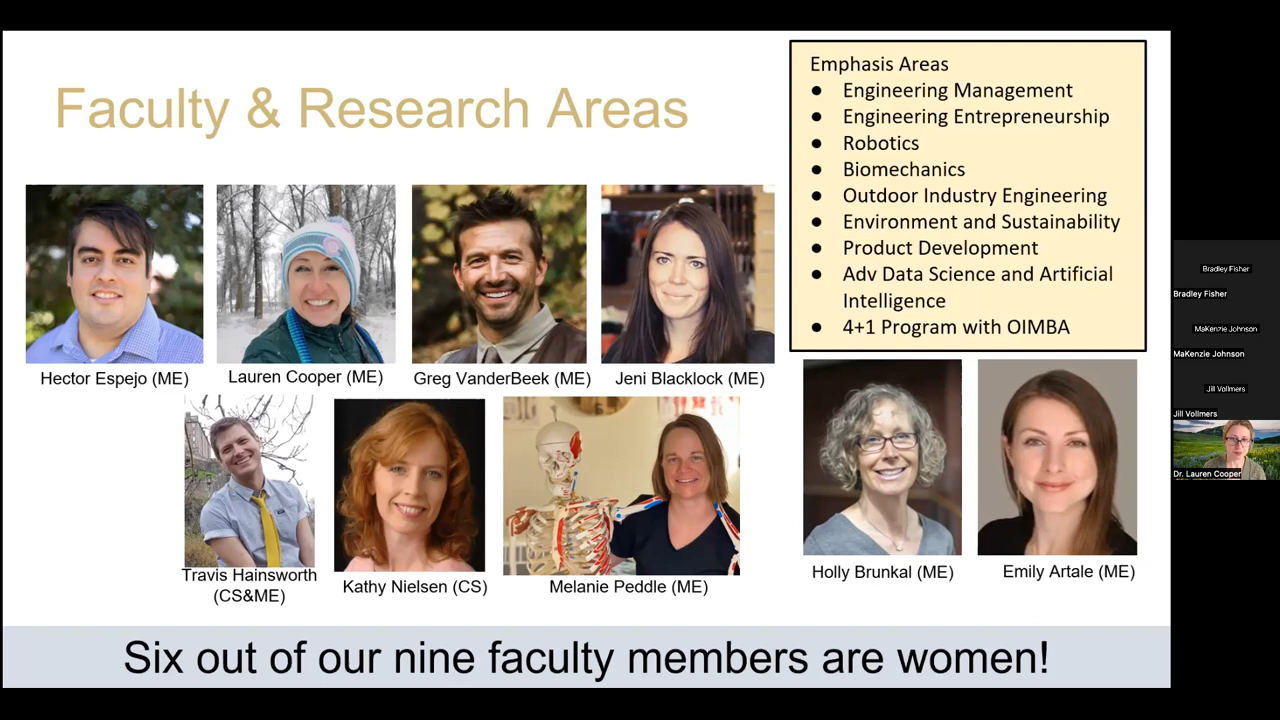 Faculty & Research Areas
Emphasis Areas
● Engineering Management
● Engineering Entrepreneurship
● Robotics
● Biomechanics
● Outdoor Industry Engineering
● Environment and Sustainability
● Product Development
● Adv Data Science and Artificial
Intelligence
● 4+1 Program with OIMBA
Hector Espejo (ME)
Lauren Cooper (ME)
Greg VanderBeek (ME)
Jeni Blacklock (ME)
Travis Hainsworth
(CS&ME)
Kathy Nielsen (CS)
Melanie Peddle (ME)
Holly Brunkal (ME)
Emily Artale (ME)
Six out of our nine faculty members are women!
Bradley Fisher
Bradley Fisher
MaKenzie Johnson
MaKenzie Johnson
Jill Vollmers
Jill Vollmers
Dr. Lauren Cooper